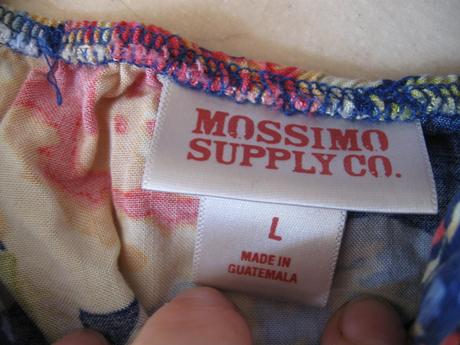 MOSSIMO
SUPPLY CO.
L
MADE IN
GUATEMALA